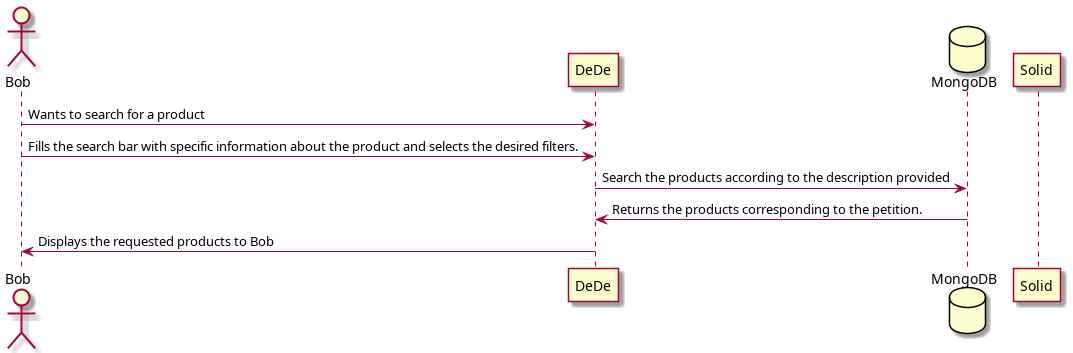 Bob
DeDe
MongoDB
Solid
Wants to search for a product
Fills the search bar with specific information about the product and selects the desired filters.
Search the products according to the description provided
Returns the products corresponding to the petition.
Displays the requested products to Bob
Bob
DeDe
MongoDB
Solid